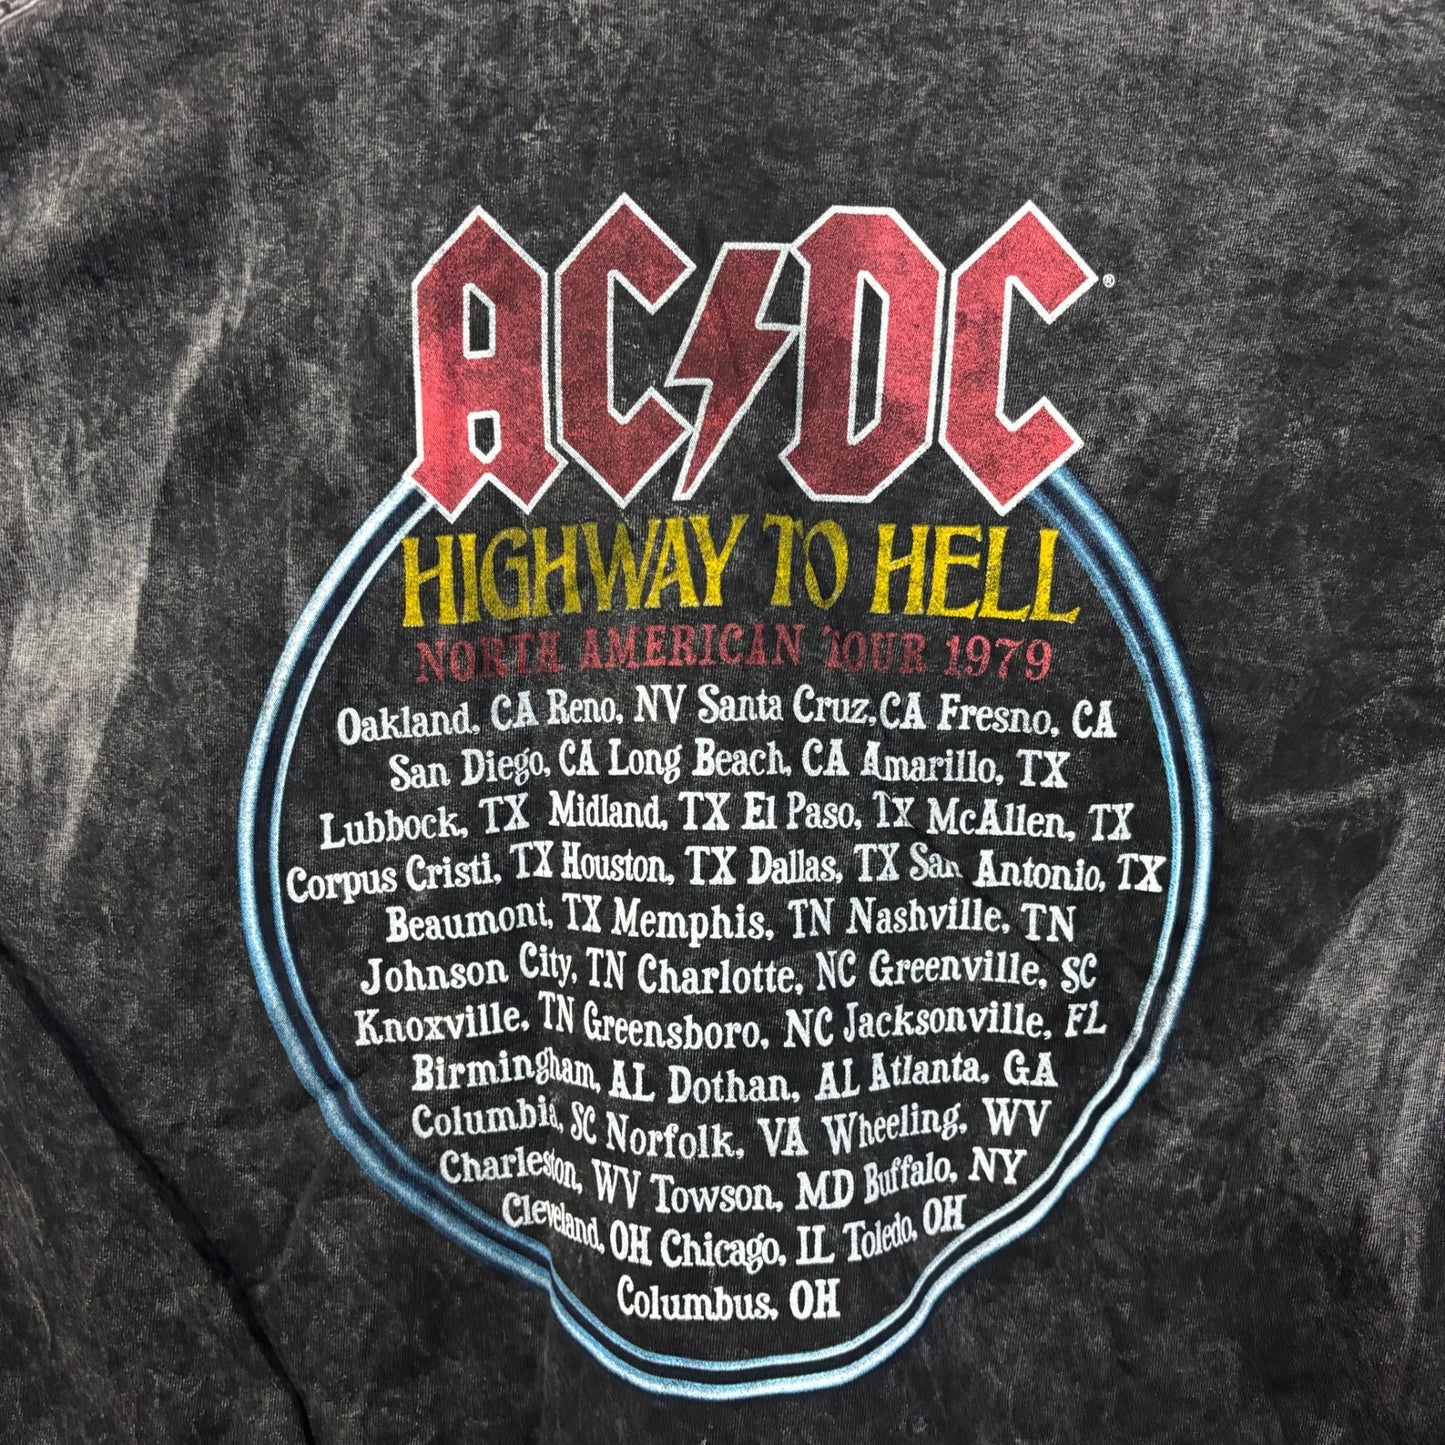 AC/DC®
HIGHWAY TO HELL
NORTH AMERICAN TOUR 1979
Oakland, CA Reno, NV Santa Cruz, CA Fresno, CA
San Diego, CA Long Beach, CA Amarillo, TX
Lubbock, TX Midland, TX El Paso, TX McAllen, TX
Corpus Cristi, TX Houston, TX Dallas, TX San Antonio, TX
Beaumont, TX Memphis, TN Nashville, TN
Johnson City, TN Charlotte, NC Greenville, SC
Knoxville, TN Greensboro, NC Jacksonville, FL
Birmingham, AL Dothan, AL Atlanta, GA
Columbia, SC Norfolk, VA Wheeling, WV
Charleston, WV Towson, MD Buffalo, NY
Cleveland, OH Chicago, IL Toledo, OH
Columbus, OH